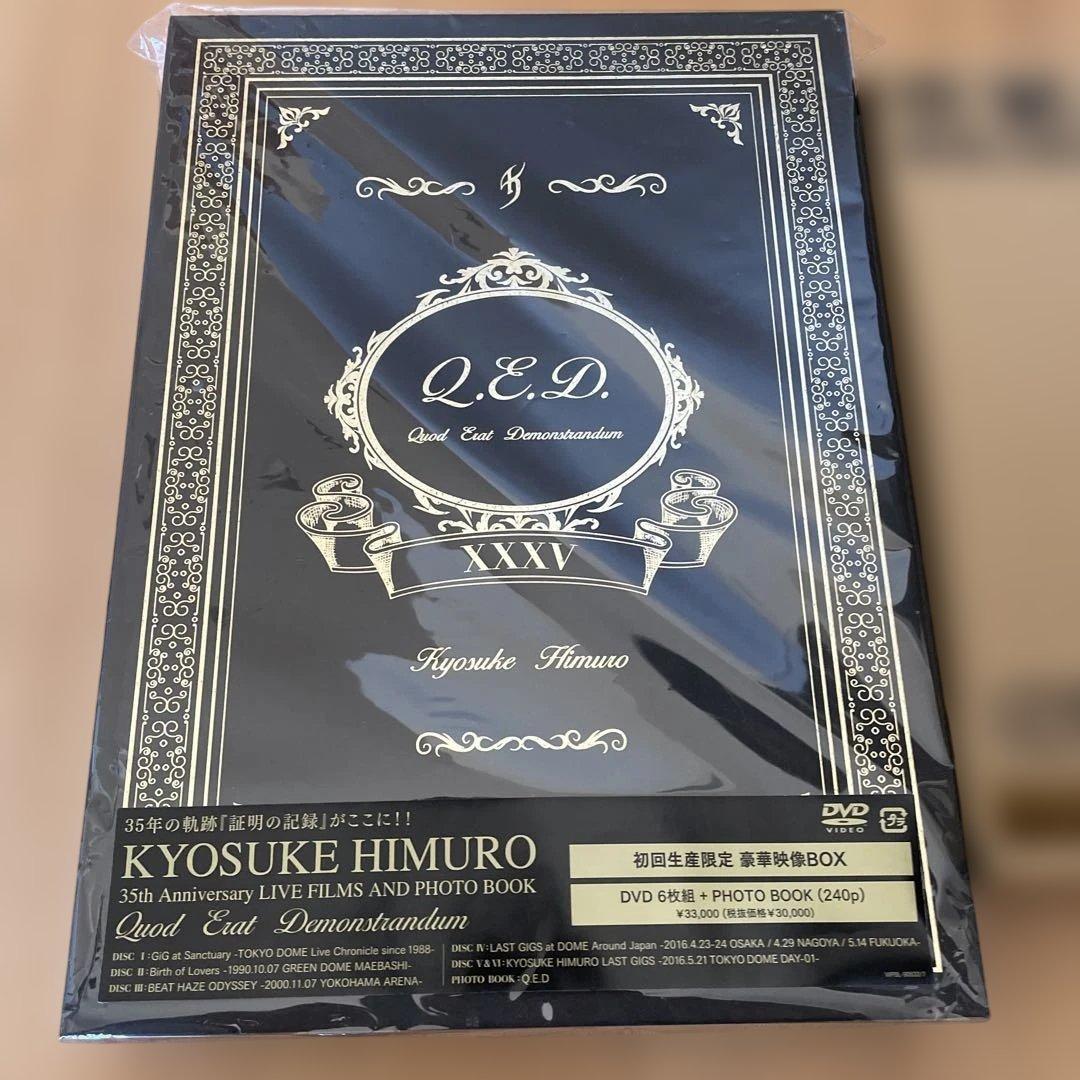 Q.E.D.
Quod Erat Demonstrandum
XXXV
Kyosuke Himuro
35年の軌跡『証明の記録』がここに!!
KYOSUKE HIMURO
35th Anniversary LIVE FILMS AND PHOTO BOOK
Quod Erat Demonstrandum
DVD
VIDEO
初回生産限定 豪華映像BOX
DVD 6枚組 + PHOTO BOOK (240p)
¥33,000 (税抜価格¥30,000)
DISC I:GiG at Sanctuary -TOKYO DOME Live Chronicle since 1988-
DISC II:Birth of Lovers -1990.10.07 GREEN DOME MAEBASHI-
DISC III:BEAT HAZE ODYSSEY -2000.11.07 YOKOHAMA ARENA-
DISC IV:LAST GIGS at DOME Around Japan -2016.4.23-24 OSAKA / 4.29 NAGOYA / 5.14 FUKUOKA-
DISC V&VI:KYOSUKE HIMURO LAST GIGS -2016.5.21 TOKYO DOME DAY-01-
PHOTO BOOK:Q.E.D